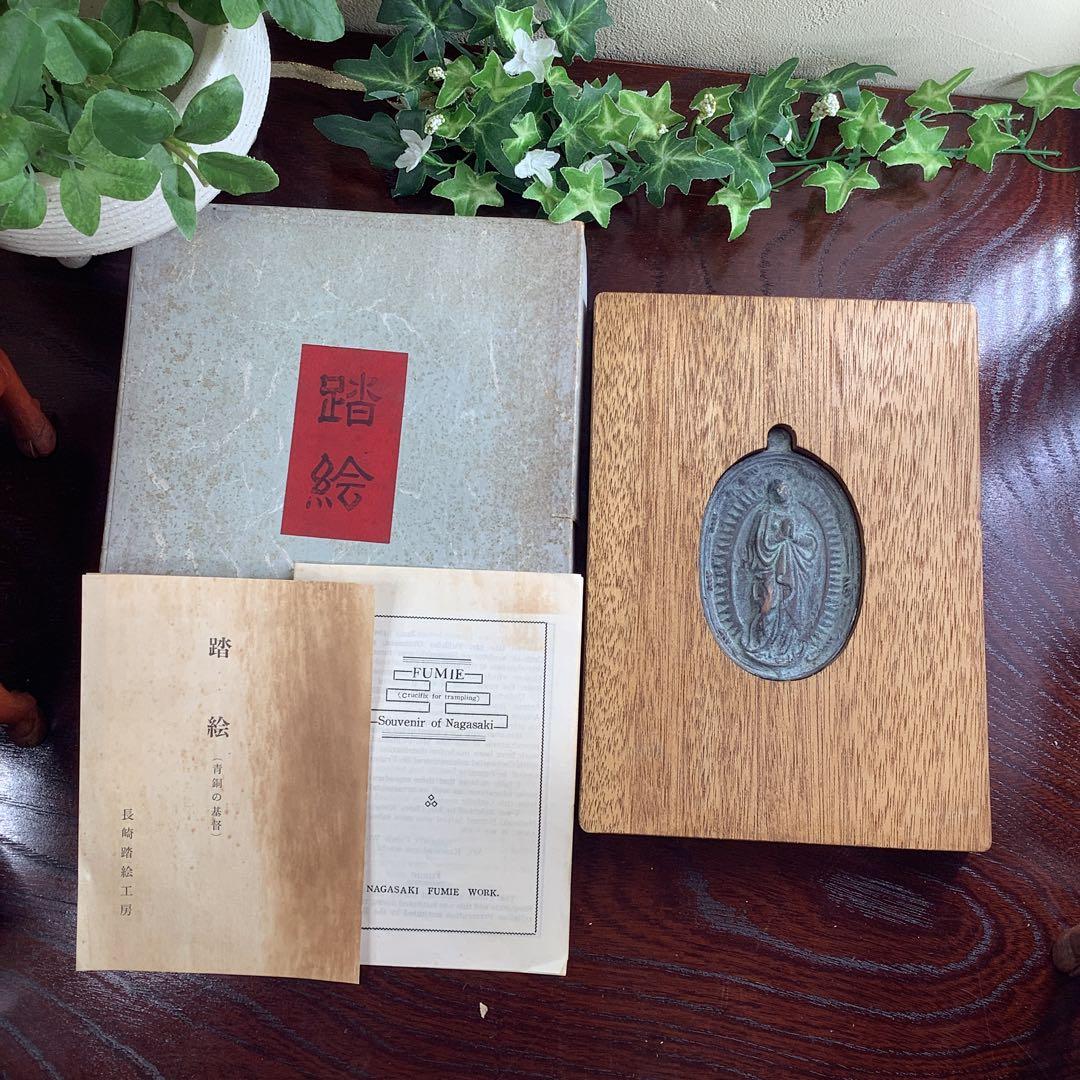 踏絵
踏絵
(青銅の基督)
長崎踏絵工房
FUMIE
(Crucifix for trampling)
Souvenir of Nagasaki
NAGASAKI FUMIE WORK.